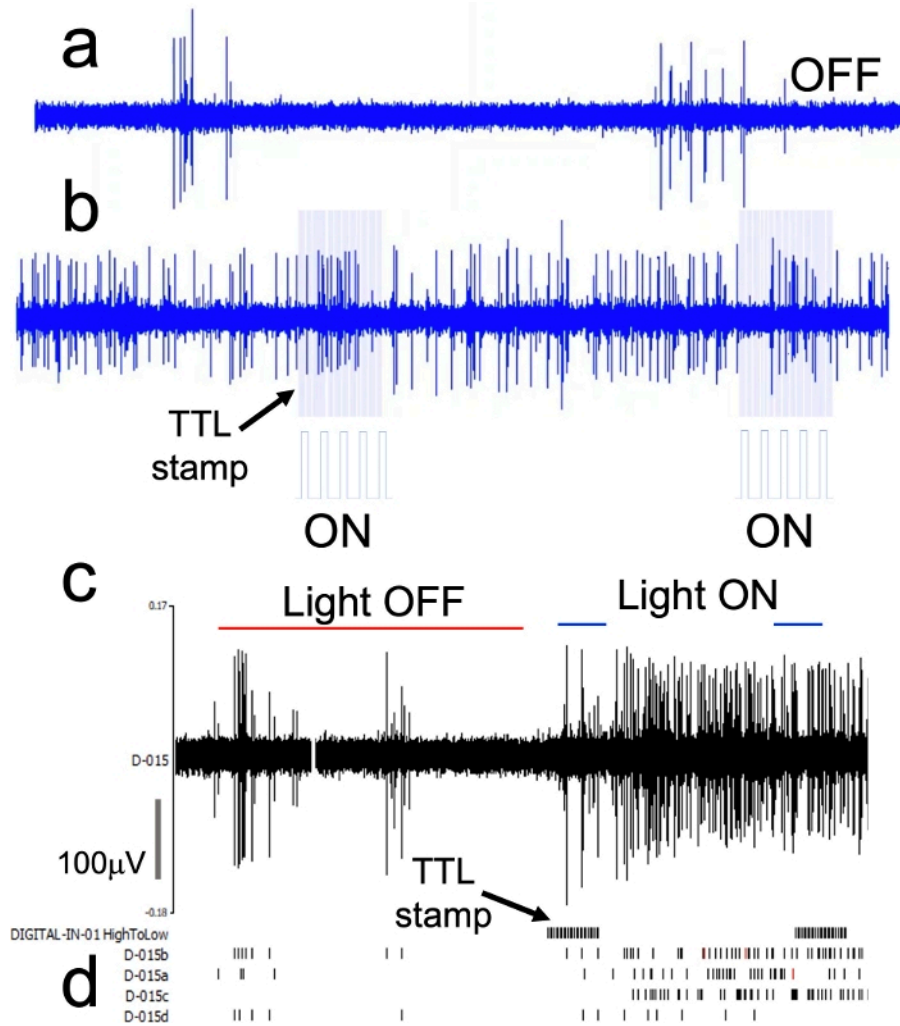 a
OFF
b
TTL
stamp
ON
ON
c
Light OFF
Light ON
0.17
D-015
100μV
TTL
stamp
-0.18
DIGITAL-IN-01 HighToLow
D-015b
D-015a
d
D-015c
D-015d